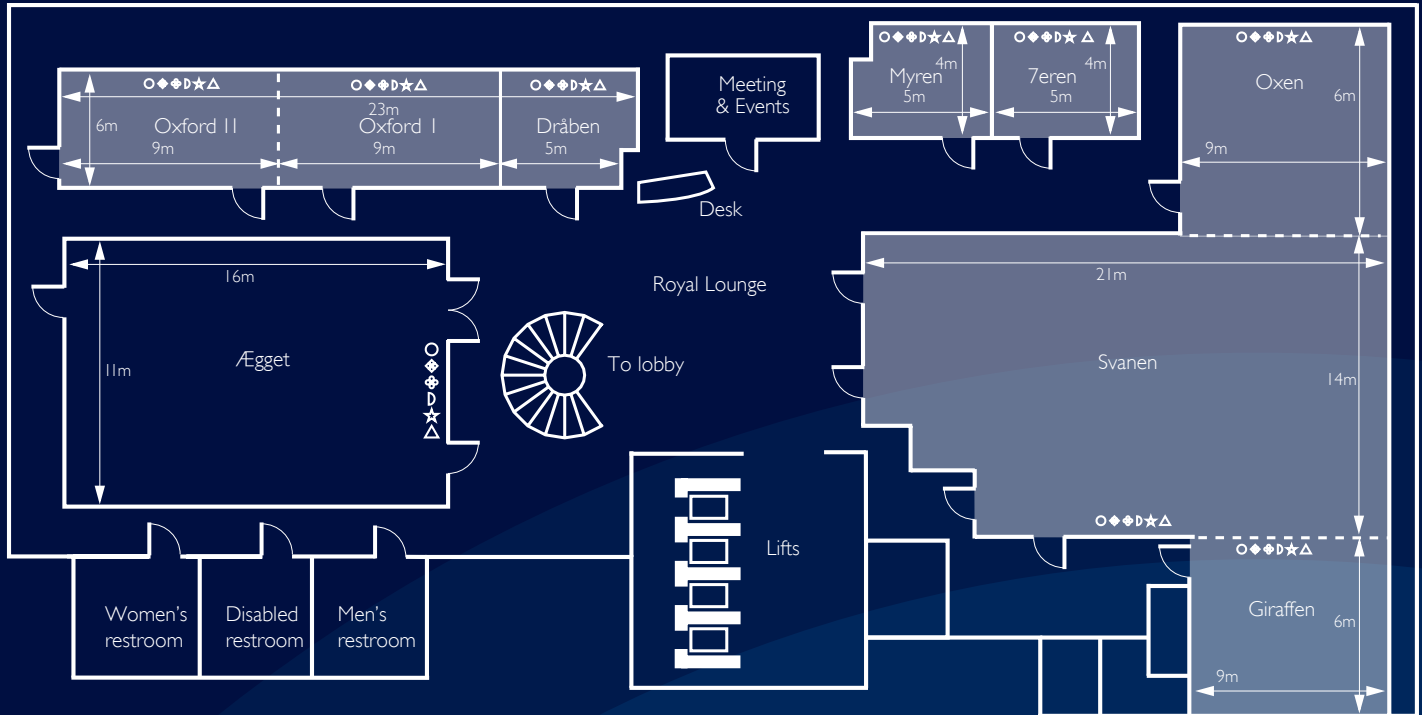 23m
6m
Oxford II
9m
Oxford I
9m
Dråben
5m
Meeting
& Events
Desk
Myren
4m
5m
7eren
4m
5m
Oxen
6m
9m
16m
11m
Ægget
Royal Lounge
To lobby
21m
Svanen
14m
Lifts
Women's
restroom
Disabled
restroom
Men's
restroom
Giraffen
6m
9m